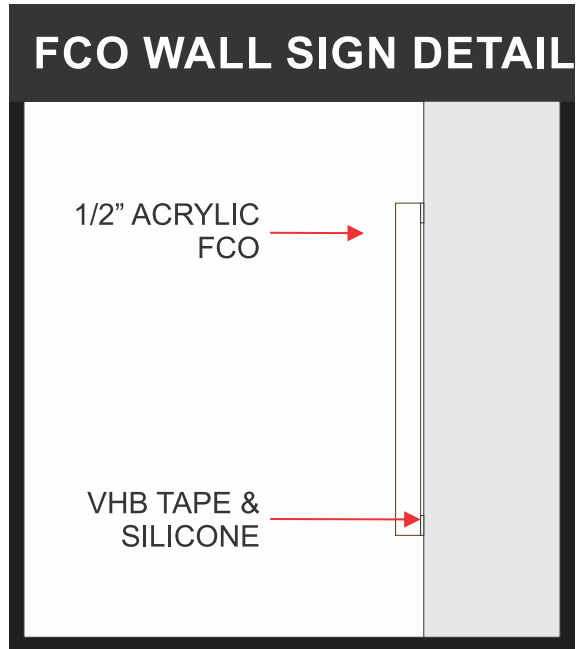 FCO WALL SIGN DETAIL
1/2” ACRYLIC
FCO
VHB TAPE &
SILICONE